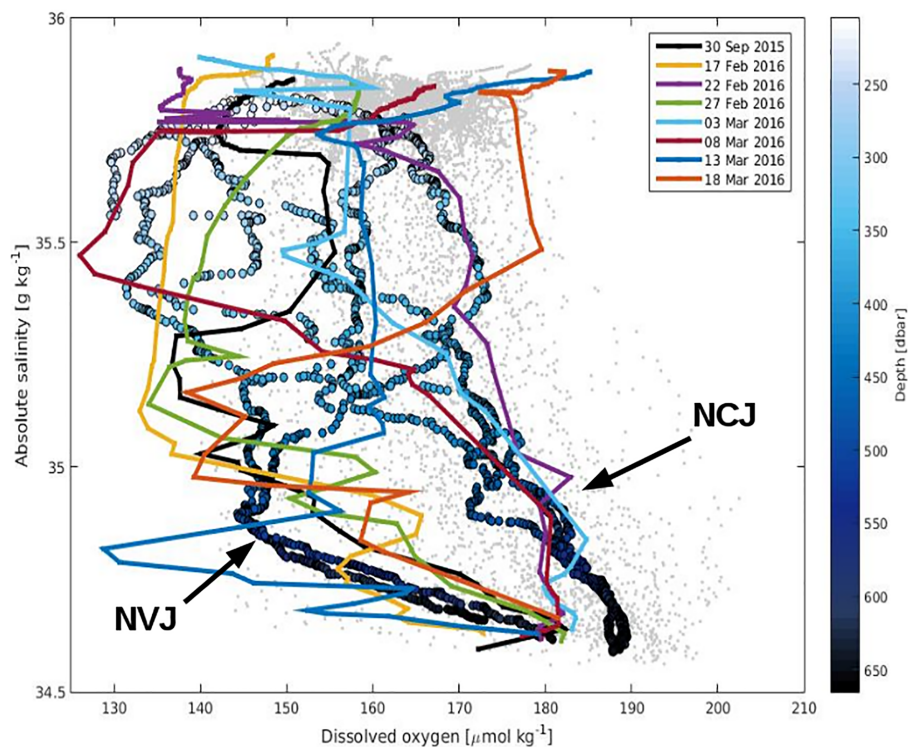 36
35.5
35
34.5
Absolute salinity [g kg⁻¹]
130 140 150 160 170 180 190 200 210
Dissolved oxygen [μmol kg⁻¹]
30 Sep 2015
17 Feb 2016
22 Feb 2016
27 Feb 2016
03 Mar 2016
08 Mar 2016
13 Mar 2016
18 Mar 2016
NCJ
NVJ
250
300
350
400
450
500
550
600
650
Depth [dbar]